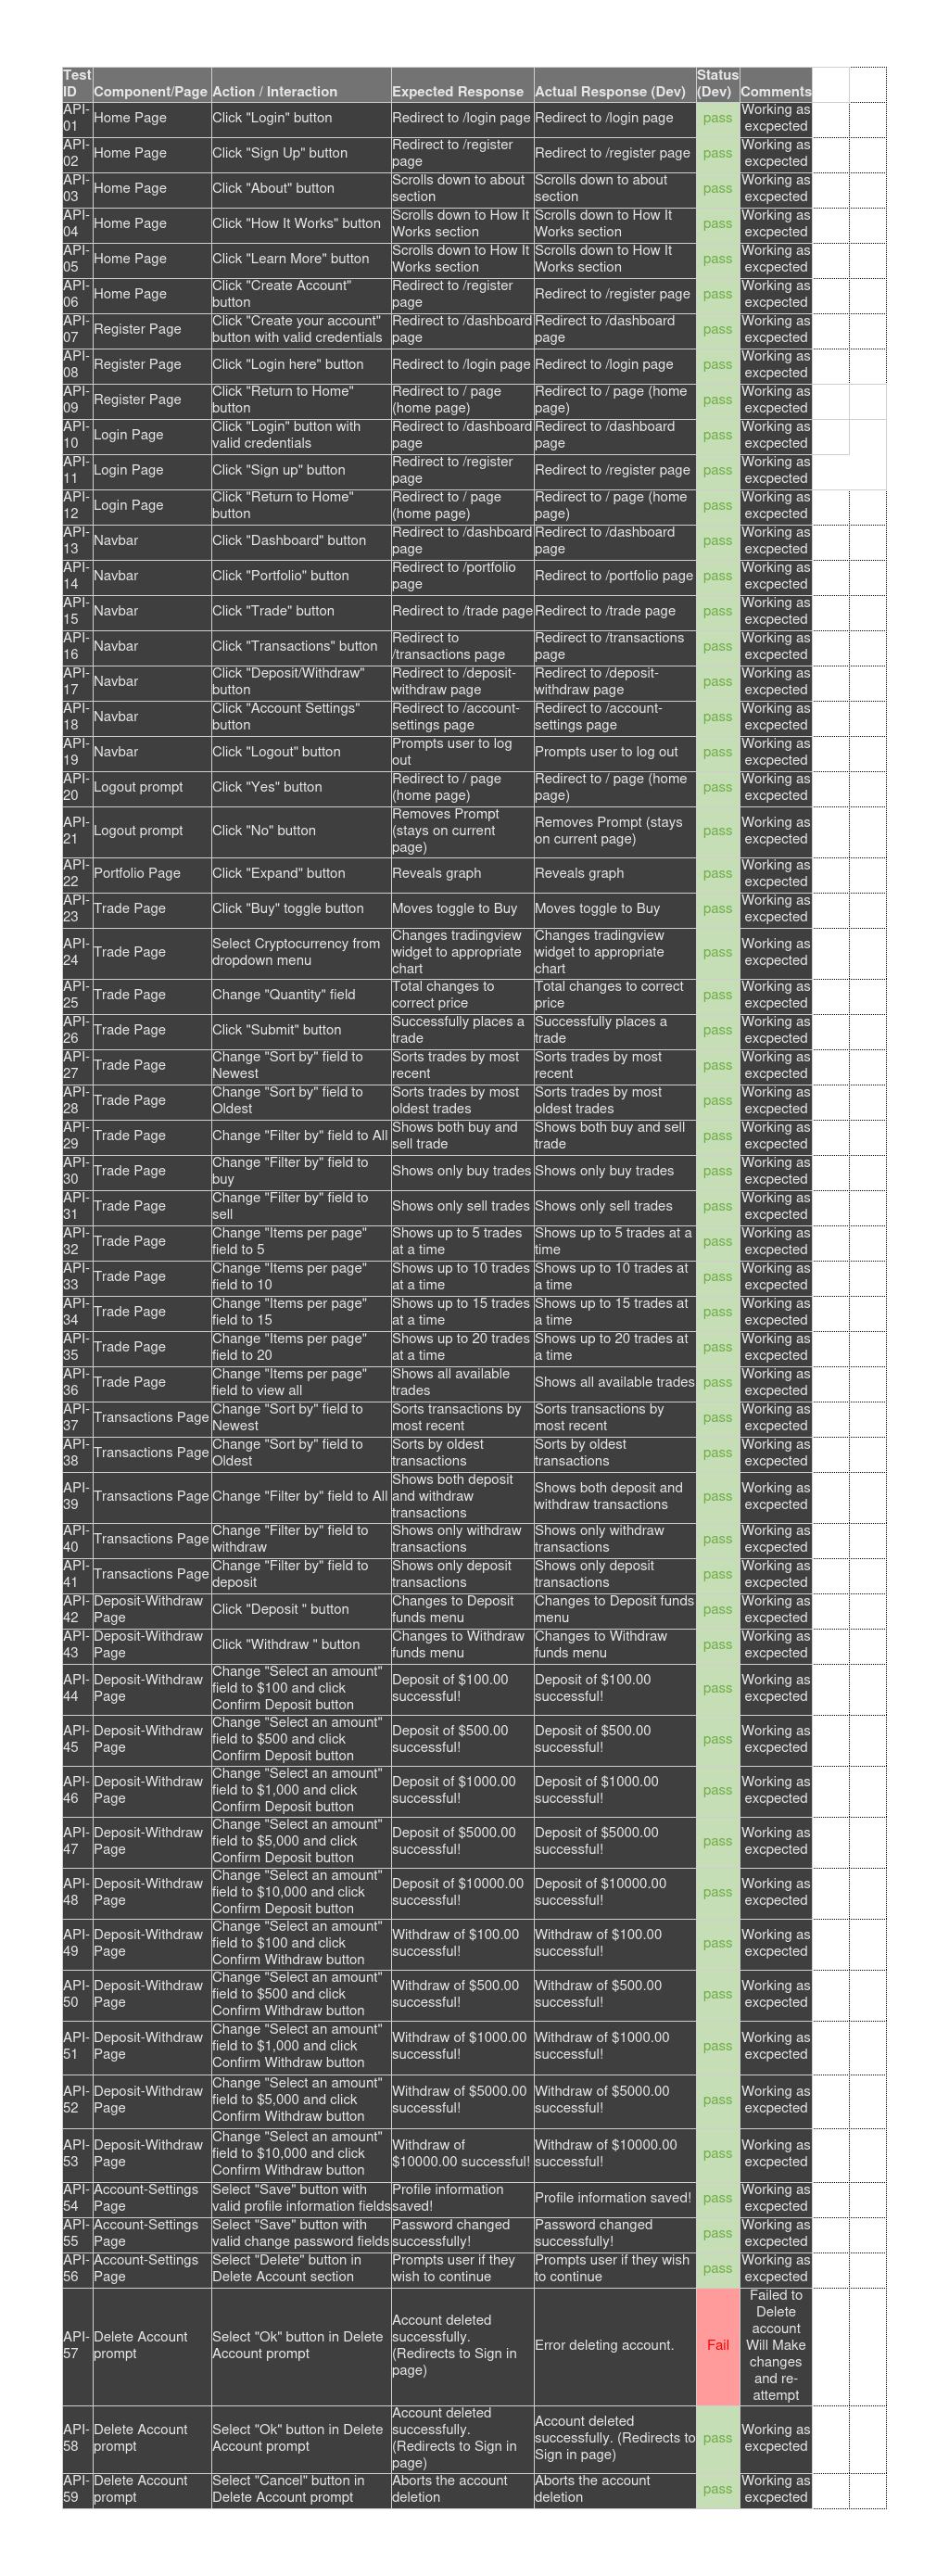 Test ID Component/Page Action / Interaction Expected Response Actual Response (Dev) Status (Dev) Comments
API-01 Home Page Click "Login" button Redirect to /login page Redirect to /login page pass Working as excpected
API-02 Home Page Click "Sign Up" button Redirect to /register page Redirect to /register page pass Working as excpected
API-03 Home Page Click "About" button Scrolls down to about section Scrolls down to about section pass Working as excpected
API-04 Home Page Click "How It Works" button Scrolls down to How It Works section Scrolls down to How It Works section pass Working as excpected
API-05 Home Page Click "Learn More" button Scrolls down to How It Works section Scrolls down to How It Works section pass Working as excpected
API-06 Home Page Click "Create Account" button Redirect to /register page Redirect to /register page pass Working as excpected
API-07 Register Page Click "Create your account" button with valid credentials Redirect to /dashboard page Redirect to /dashboard page pass Working as excpected
API-08 Register Page Click "Login here" button Redirect to /login page Redirect to /login page pass Working as excpected
API-09 Register Page Click "Return to Home" button Redirect to / page (home page) Redirect to / page (home page) pass Working as excpected
API-10 Login Page Click "Login" button with valid credentials Redirect to /dashboard page Redirect to /dashboard page pass Working as excpected
API-11 Login Page Click "Sign up" button Redirect to /register page Redirect to /register page pass Working as excpected
API-12 Login Page Click "Return to Home" button Redirect to / page (home page) Redirect to / page (home page) pass Working as excpected
API-13 Navbar Click "Dashboard" button Redirect to /dashboard page Redirect to /dashboard page pass Working as excpected
API-14 Navbar Click "Portfolio" button Redirect to /portfolio page Redirect to /portfolio page pass Working as excpected
API-15 Navbar Click "Trade" button Redirect to /trade page Redirect to /trade page pass Working as excpected
API-16 Navbar Click "Transactions" button Redirect to /transactions page Redirect to /transactions page pass Working as excpected
API-17 Navbar Click "Deposit/Withdraw" button Redirect to /deposit-withdraw page Redirect to /deposit-withdraw page pass Working as excpected
API-18 Navbar Click "Account Settings" button Redirect to /account-settings page Redirect to /account-settings page pass Working as excpected
API-19 Navbar Click "Logout" button Prompts user to log out Prompts user to log out pass Working as excpected
API-20 Logout prompt Click "Yes" button Redirect to / page (home page) Redirect to / page (home page) pass Working as excpected
API-21 Logout prompt Click "No" button Removes Prompt (stays on current page) Removes Prompt (stays on current page) pass Working as excpected
API-22 Portfolio Page Click "Expand" button Reveals graph Reveals graph pass Working as excpected
API-23 Trade Page Click "Buy" toggle button Moves toggle to Buy Moves toggle to Buy pass Working as excpected
API-24 Trade Page Select Cryptocurrency from dropdown menu Changes tradingview widget to appropriate chart Changes tradingview widget to appropriate chart pass Working as excpected
API-25 Trade Page Change "Quantity" field Total changes to correct price Total changes to correct price pass Working as excpected
API-26 Trade Page Click "Submit" button Successfully places a trade Successfully places a trade pass Working as excpected
API-27 Trade Page Change "Sort by" field to Newest Sorts trades by most recent Sorts trades by most recent pass Working as excpected
API-28 Trade Page Change "Sort by" field to Oldest Sorts trades by most oldest trades Sorts trades by most oldest trades pass Working as excpected
API-29 Trade Page Change "Filter by" field to All Shows both buy and sell trade Shows both buy and sell trade pass Working as excpected
API-30 Trade Page Change "Filter by" field to buy Shows only buy trades Shows only buy trades pass Working as excpected
API-31 Trade Page Change "Filter by" field to sell Shows only sell trades Shows only sell trades pass Working as excpected
API-32 Trade Page Change "Items per page" field to 5 Shows up to 5 trades at a time Shows up to 5 trades at a time pass Working as excpected
API-33 Trade Page Change "Items per page" field to 10 Shows up to 10 trades at a time Shows up to 10 trades at a time pass Working as excpected
API-34 Trade Page Change "Items per page" field to 15 Shows up to 15 trades at a time Shows up to 15 trades at a time pass Working as excpected
API-35 Trade Page Change "Items per page" field to 20 Shows up to 20 trades at a time Shows up to 20 trades at a time pass Working as excpected
API-36 Trade Page Change "Items per page" field to view all Shows all available trades Shows all available trades pass Working as excpected
API-37 Transactions Page Change "Sort by" field to Newest Sorts transactions by most recent Sorts transactions by most recent pass Working as excpected
API-38 Transactions Page Change "Sort by" field to Oldest Sorts by oldest transactions Sorts by oldest transactions pass Working as excpected
API-39 Transactions Page Change "Filter by" field to All Shows both deposit and withdraw transactions Shows both deposit and withdraw transactions pass Working as excpected
API-40 Transactions Page Change "Filter by" field to withdraw Shows only withdraw transactions Shows only withdraw transactions pass Working as excpected
API-41 Transactions Page Change "Filter by" field to deposit Shows only deposit transactions Shows only deposit transactions pass Working as excpected
API-42 Deposit-Withdraw Page Click "Deposit " button Changes to Deposit funds menu Changes to Deposit funds menu pass Working as excpected
API-43 Deposit-Withdraw Page Click "Withdraw " button Changes to Withdraw funds menu Changes to Withdraw funds menu pass Working as excpected
API-44 Deposit-Withdraw Page Change "Select an amount" field to $100 and click Confirm Deposit button Deposit of $100.00 successful! Deposit of $100.00 successful! pass Working as excpected
API-45 Deposit-Withdraw Page Change "Select an amount" field to $500 and click Confirm Deposit button Deposit of $500.00 successful! Deposit of $500.00 successful! pass Working as excpected
API-46 Deposit-Withdraw Page Change "Select an amount" field to $1,000 and click Confirm Deposit button Deposit of $1000.00 successful! Deposit of $1000.00 successful! pass Working as excpected
API-47 Deposit-Withdraw Page Change "Select an amount" field to $5,000 and click Confirm Deposit button Deposit of $5000.00 successful! Deposit of $5000.00 successful! pass Working as excpected
API-48 Deposit-Withdraw Page Change "Select an amount" field to $10,000 and click Confirm Deposit button Deposit of $10000.00 successful! Deposit of $10000.00 successful! pass Working as excpected
API-49 Deposit-Withdraw Page Change "Select an amount" field to $100 and click Confirm Withdraw button Withdraw of $100.00 successful! Withdraw of $100.00 successful! pass Working as excpected
API-50 Deposit-Withdraw Page Change "Select an amount" field to $500 and click Confirm Withdraw button Withdraw of $500.00 successful! Withdraw of $500.00 successful! pass Working as excpected
API-51 Deposit-Withdraw Page Change "Select an amount" field to $1,000 and click Confirm Withdraw button Withdraw of $1000.00 successful! Withdraw of $1000.00 successful! pass Working as excpected
API-52 Deposit-Withdraw Page Change "Select an amount" field to $5,000 and click Confirm Withdraw button Withdraw of $5000.00 successful! Withdraw of $5000.00 successful! pass Working as excpected
API-53 Deposit-Withdraw Page Change "Select an amount" field to $10,000 and click Confirm Withdraw button Withdraw of $10000.00 successful! Withdraw of $10000.00 successful! pass Working as excpected
API-54 Account-Settings Page Select "Save" button with valid profile information fields Profile information saved! Profile information saved! pass Working as excpected
API-55 Account-Settings Page Select "Save" button with valid change password fields Password changed successfully! Password changed successfully! pass Working as excpected
API-56 Account-Settings Page Select "Delete" button in Delete Account section Prompts user if they wish to continue Prompts user if they wish to continue pass Working as excpected
API-57 Delete Account prompt Select "Ok" button in Delete Account prompt Account deleted successfully. (Redirects to Sign in page) Error deleting account. Fail Failed to Delete account Will Make changes and re-attempt
API-58 Delete Account prompt Select "Ok" button in Delete Account prompt Account deleted successfully. (Redirects to Sign in page) Account deleted successfully. (Redirects to Sign in page) pass Working as excpected
API-59 Delete Account prompt Select "Cancel" button in Delete Account prompt Aborts the account deletion Aborts the account deletion pass Working as excpected